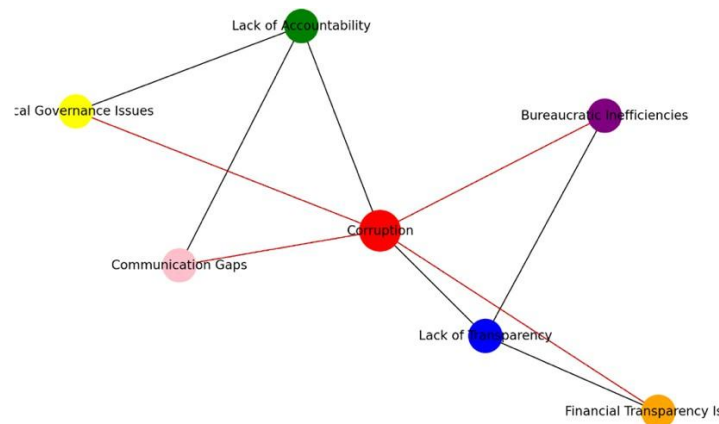 Lack of Accountability
cal Governance Issues
Bureaucratic Inefficiencies
Corruption
Communication Gaps
Lack of Transparency
Financial Transparency Is